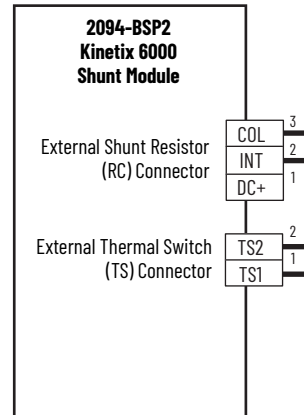 2094-BSP2
Kinetix 6000
Shunt Module
External Shunt Resistor
(RC) Connector
COL 3
INT 2
DC+ 1
External Thermal Switch
(TS) Connector
TS2 2
TS1 1